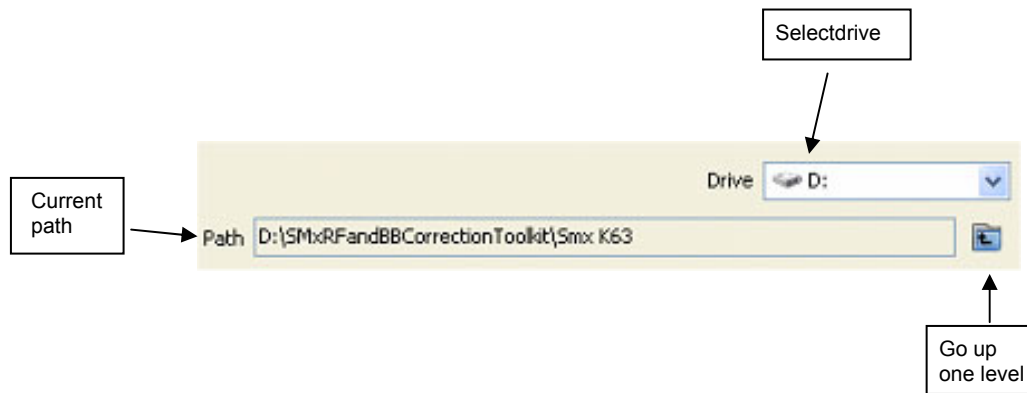 Selectdrive
Drive
D:
Current
path
Path
D:\SMxRFandBBCorrectionToolkit\Smx K63
Go up
one level